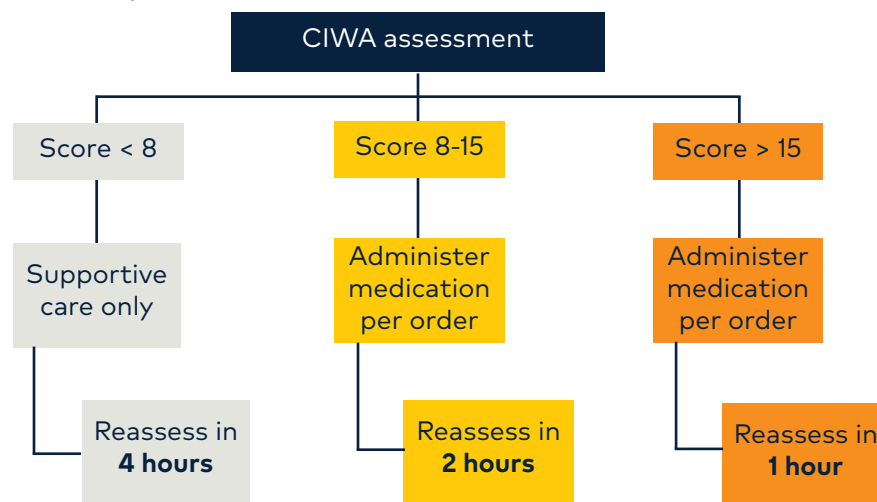 CIWA assessment
Score < 8
Score 8-15
Score > 15
Supportive
care only
Administer
medication
per order
Administer
medication
per order
Reassess in
4 hours
Reassess in
2 hours
Reassess in
1 hour